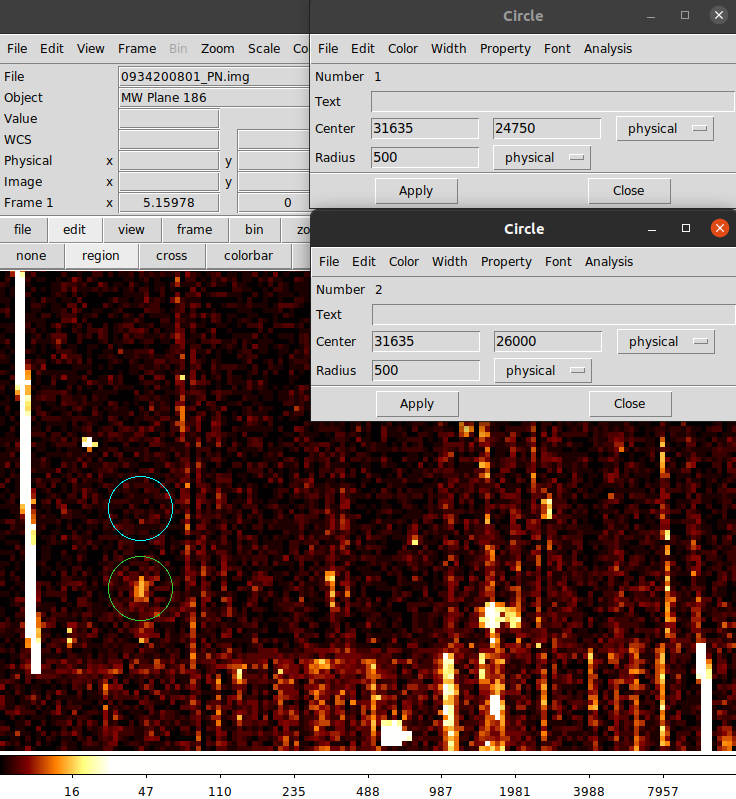 Circle
File Edit View Frame Bin Zoom Scale Co
File Edit Color Width Property Font Analysis
File 0934200801_PN.img
Number 1
Object MW Plane 186
Text
Value
Center 31635 24750 physical
WCS
Radius 500 physical
Physical x y
Image x y
Apply Close
Frame 1 x 5.15978 0
file edit view frame bin zo
Circle
none region cross colorbar
File Edit Color Width Property Font Analysis
Number 2
Text
Center 31635 26000 physical
Radius 500 physical
Apply Close
16 47 110 235 488 987 1981 3988 7957